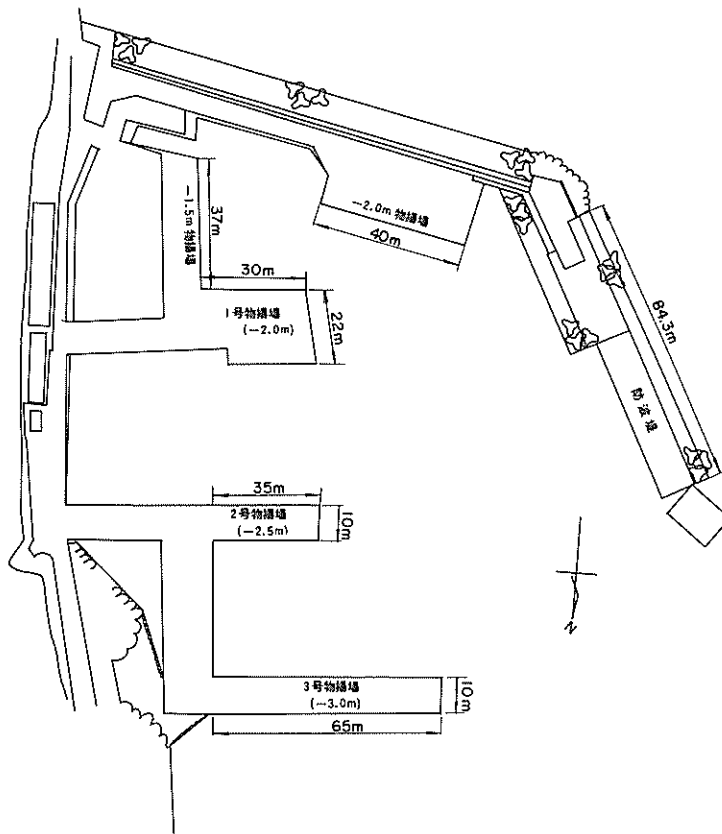 -2.0m 物揚場
40m
-1.5m 物揚場
37m
30m
1号物揚場
(-2.0m)
22m
84.3m
防波堤
35m
2号物揚場
(-2.5m)
10m
N
3号物揚場
(-3.0m)
10m
65m